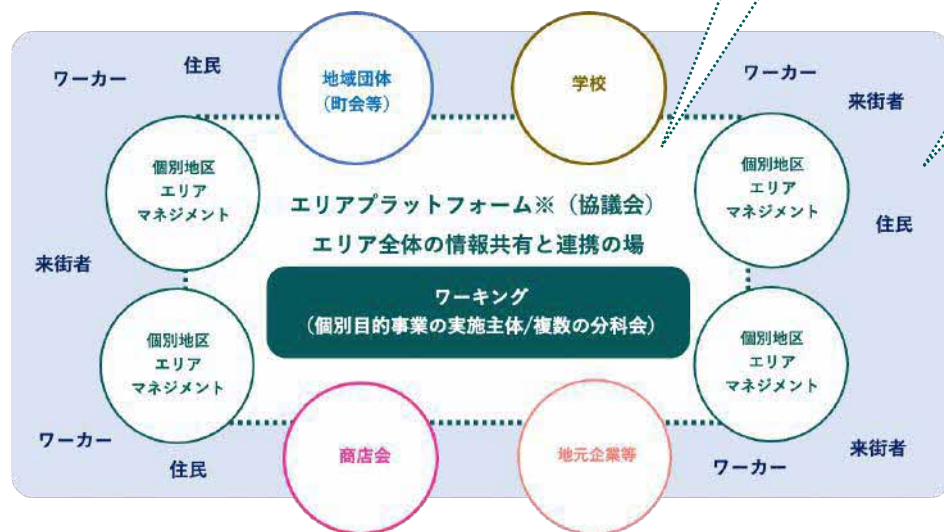 ワーカー
住民
地域団体
（町会等）
学校
ワーカー
来街者
個別地区
エリア
マネジメント
個別地区
エリア
マネジメント
住民
エリアプラットフォーム※（協議会）
エリア全体の情報共有と連携の場
来街者
ワーキング
（個別目的事業の実施主体/複数の分科会）
個別地区
エリア
マネジメント
個別地区
エリア
マネジメント
ワーカー
住民
商店会
地元企業等
ワーカー
来街者